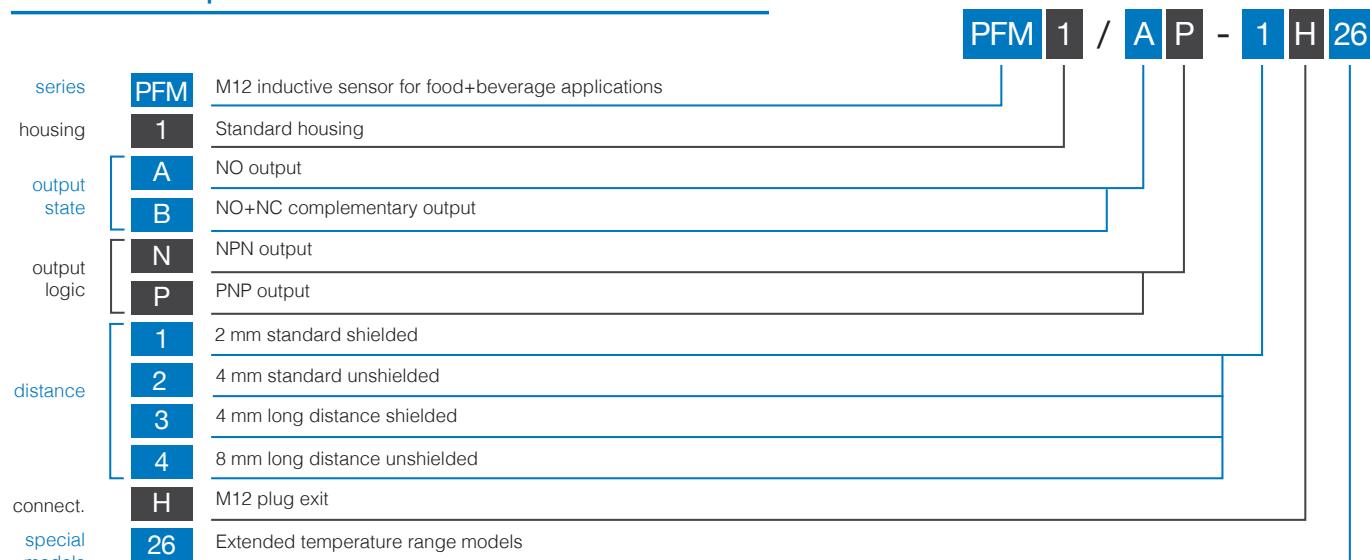 PFM 1 / A P - 1 H 26
series PFM M12 inductive sensor for food+beverage applications
housing 1 Standard housing
output state
A NO output
B NO+NC complementary output
output logic
N NPN output
P PNP output
distance
1 2 mm standard shielded
2 4 mm standard unshielded
3 4 mm long distance shielded
4 8 mm long distance unshielded
connect. H M12 plug exit
special
26 Extended temperature range models